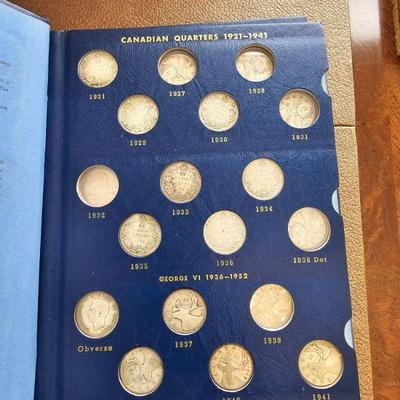 CANADIAN QUARTERS 1921-1941
1921 1927 1928
1929 1930 1931
1932 1933 1934
1935 1936 1936 Dot
GEORGE VI 1936-1952
Obverse 1937 1938
1940 1941